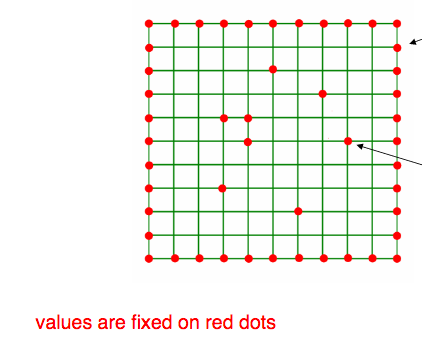 values are fixed on red dots